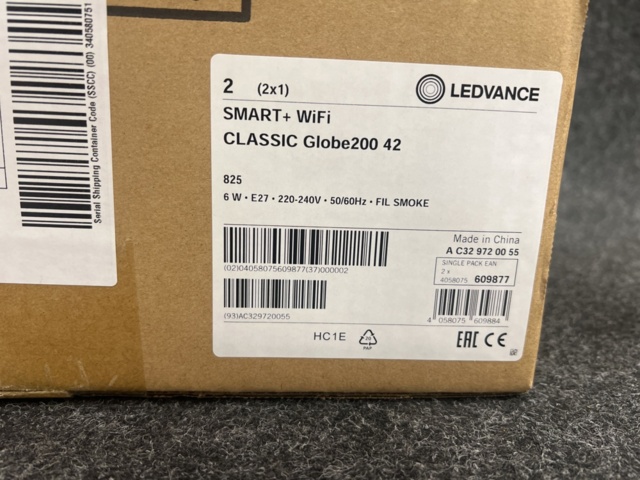 Serial Shipping Container Code (SSCC) (00) 340580751
2 (2x1)
LEDVANCE
SMART+ WiFi
CLASSIC Globe200 42
825
6 W • E27 • 220-240V • 50/60Hz • FIL SMOKE
Made in China
A C32 972 00 55
(02)04058075609877(37)000002
SINGLE PACK EAN
2 x
4058075 609877
(93)AC329720055
4 058075 609884
HC1E
20
PAP
EAC CE